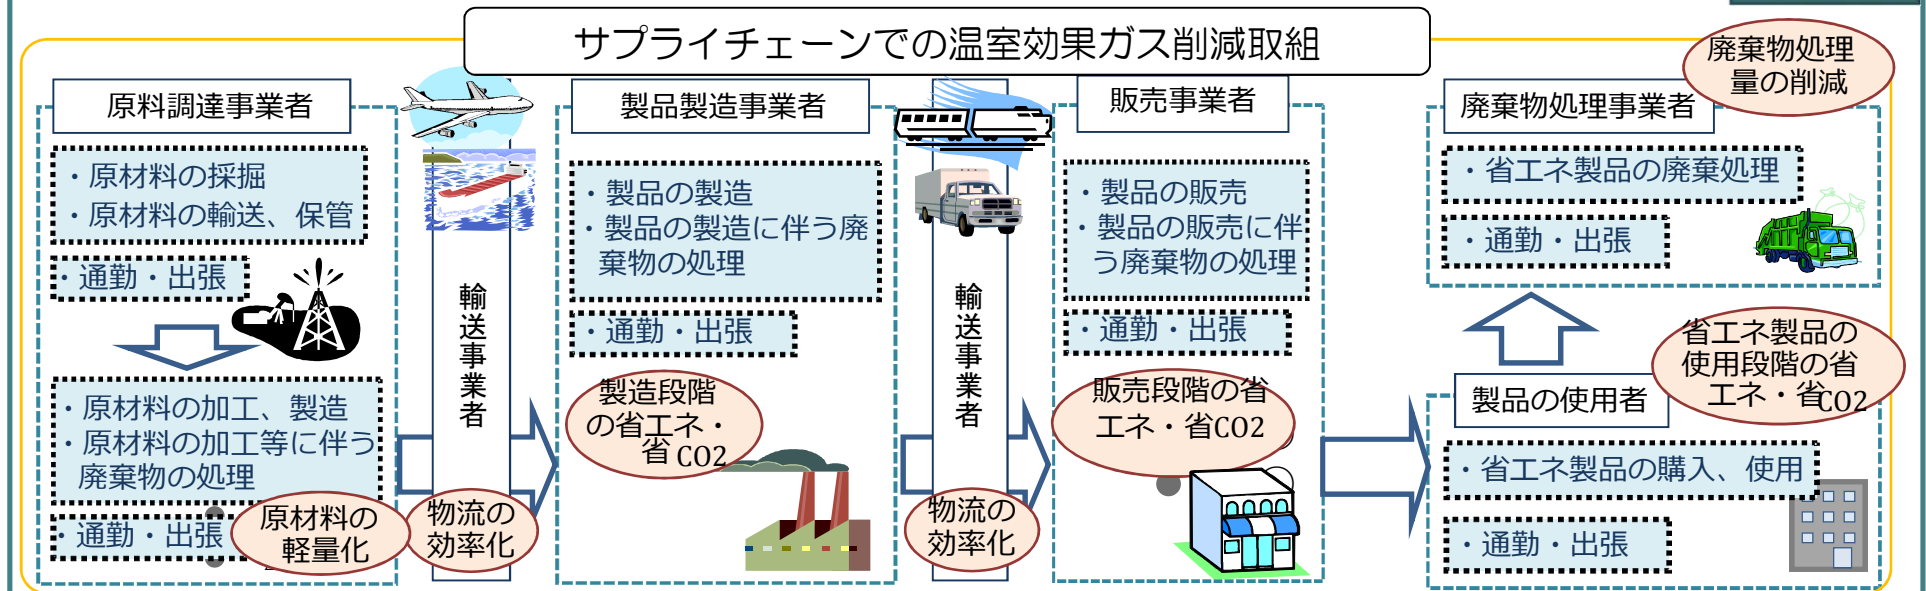 サプライチェーンでの温室効果ガス削減取組
原料調達事業者
・原材料の採掘
・原材料の輸送、保管
・通勤・出張
・原材料の加工、製造
・原材料の加工等に伴う
廃棄物の処理
・通勤・出張
原材料の
軽量化
輸送事業者
物流の
効率化
製品製造事業者
・製品の製造
・製品の製造に伴う廃
棄物の処理
・通勤・出張
製造段階
の省エネ・
省CO2
輸送事業者
物流の
効率化
販売事業者
・製品の販売
・製品の販売に伴
う廃棄物の処理
・通勤・出張
販売段階の省
エネ・省CO2
廃棄物処理事業者
廃棄物処理
量の削減
・省エネ製品の廃棄処理
・通勤・出張
製品の使用者
省エネ製品の
使用段階の省
エネ・省CO2
・省エネ製品の購入、使用
・通勤・出張